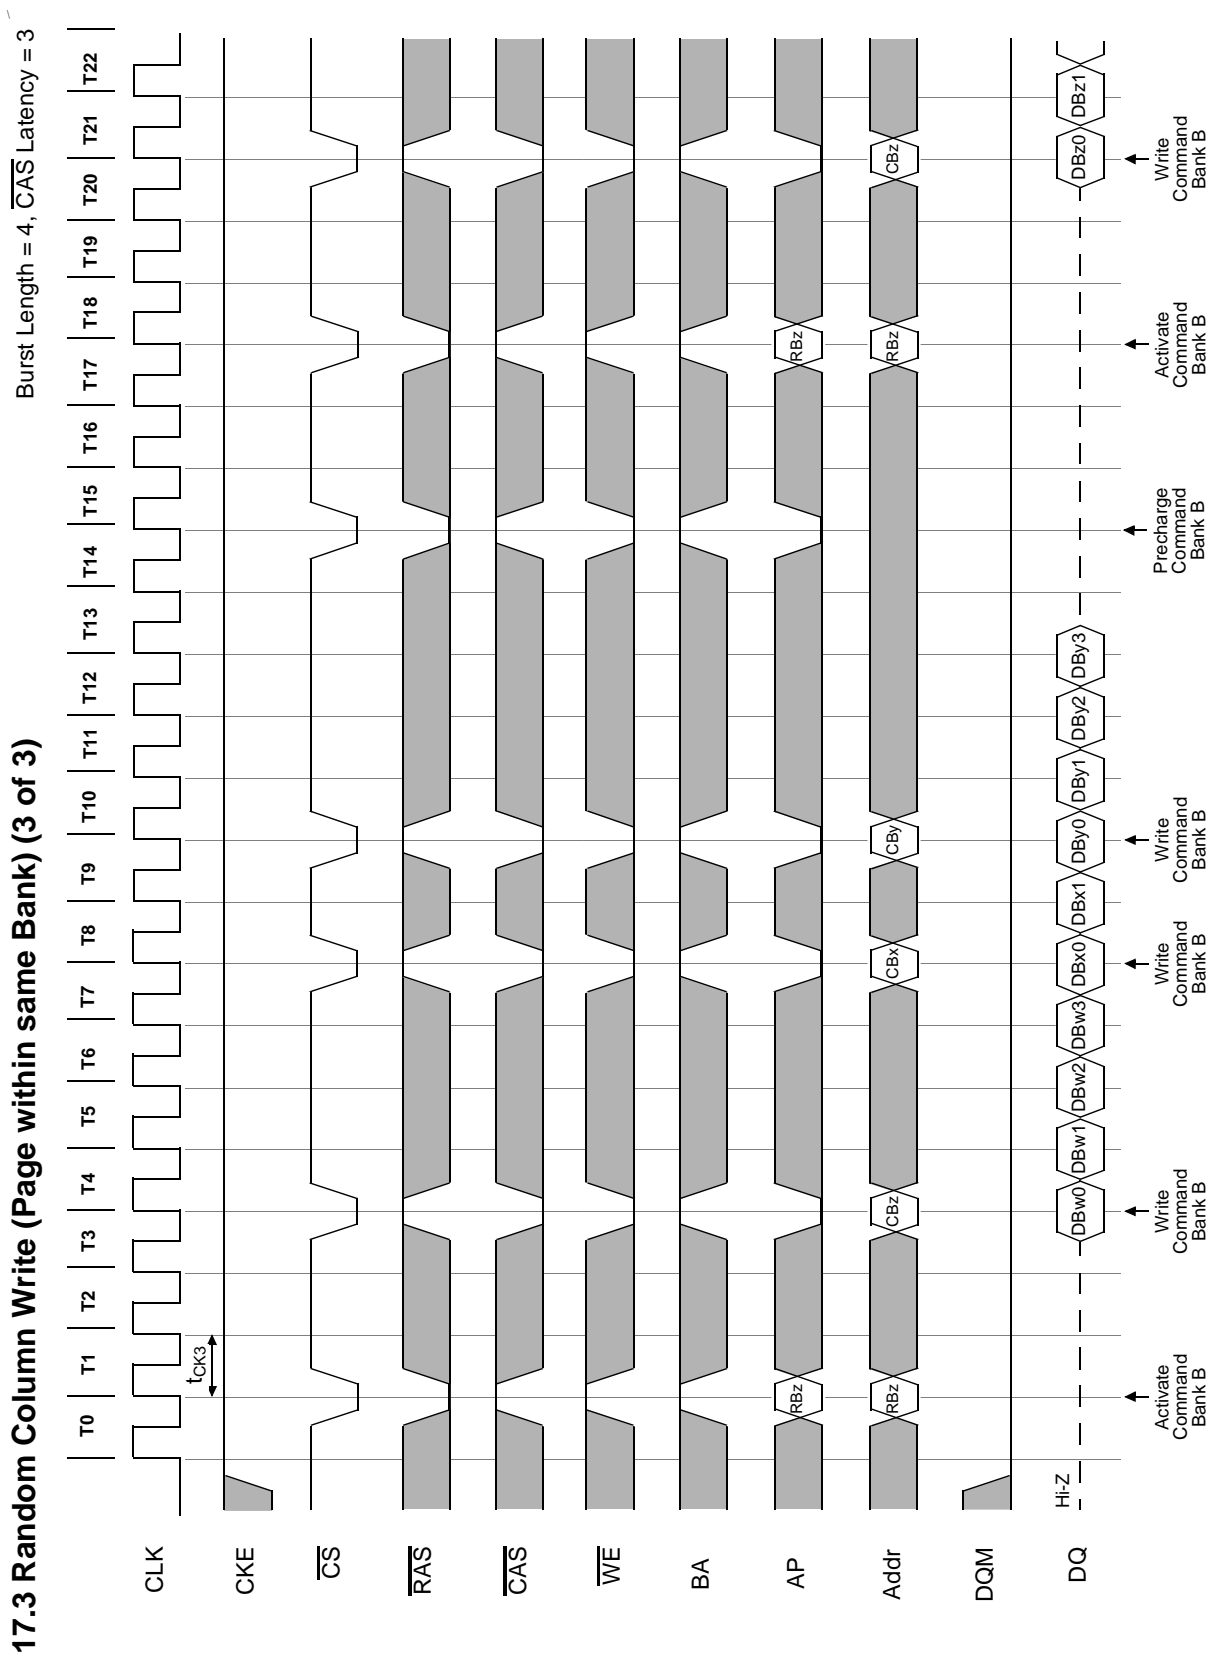 17.3 Random Column Write (Page within same Bank) (3 of 3)
Burst Length = 4, CAS Latency = 3
T0 T1 T2 T3 T4 T5 T6 T7 T8 T9 T10 T11 T12 T13 T14 T15 T16 T17 T18 T19 T20 T21 T22
CLK
tCK3
CKE
CS
RAS
CAS
WE
BA
AP
RBz RBz
Addr
RBz CBz CBx CBy RBz CBz
DQM
DQ
Hi-Z
DBw0 DBw1 DBw2 DBw3 DBx0 DBx1 DBy0 DBy1 DBy2 DBy3 DBz0 DBz1
Activate
Command
Bank B
Write
Command
Bank B
Write
Command
Bank B
Write
Command
Bank B
Precharge
Command
Bank B
Activate
Command
Bank B
Write
Command
Bank B